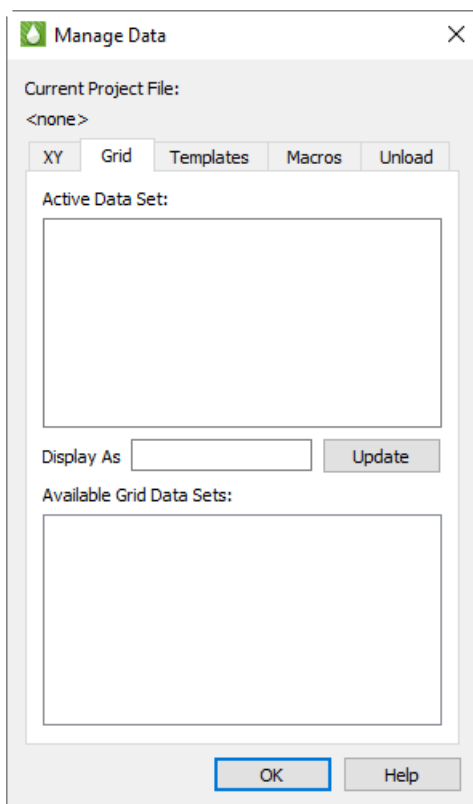 Manage Data
Current Project File:
<none>
XY Grid Templates Macros Unload
Active Data Set:
Display As Update
Available Grid Data Sets:
OK Help